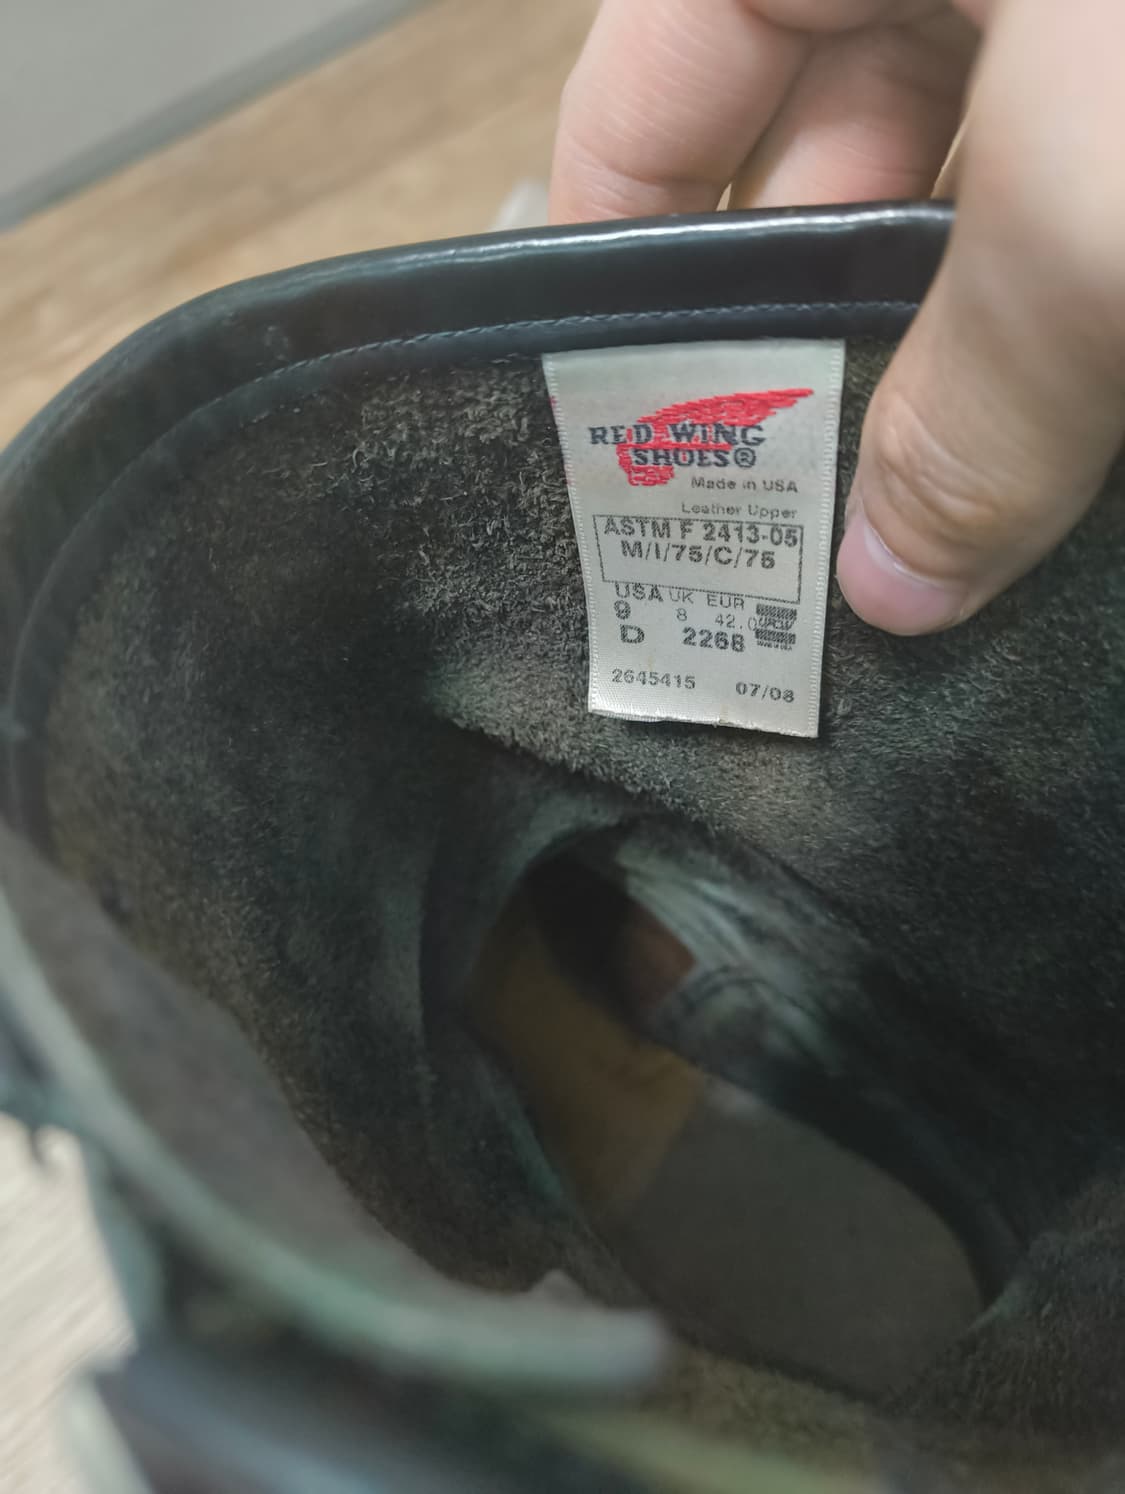 RED WING
SHOES®
Made in USA
Leather Upper
ASTM F 2413-05
M/I/75/C/75
USA UK EUR
9 8 42.0
D 2268
2645415 07/08